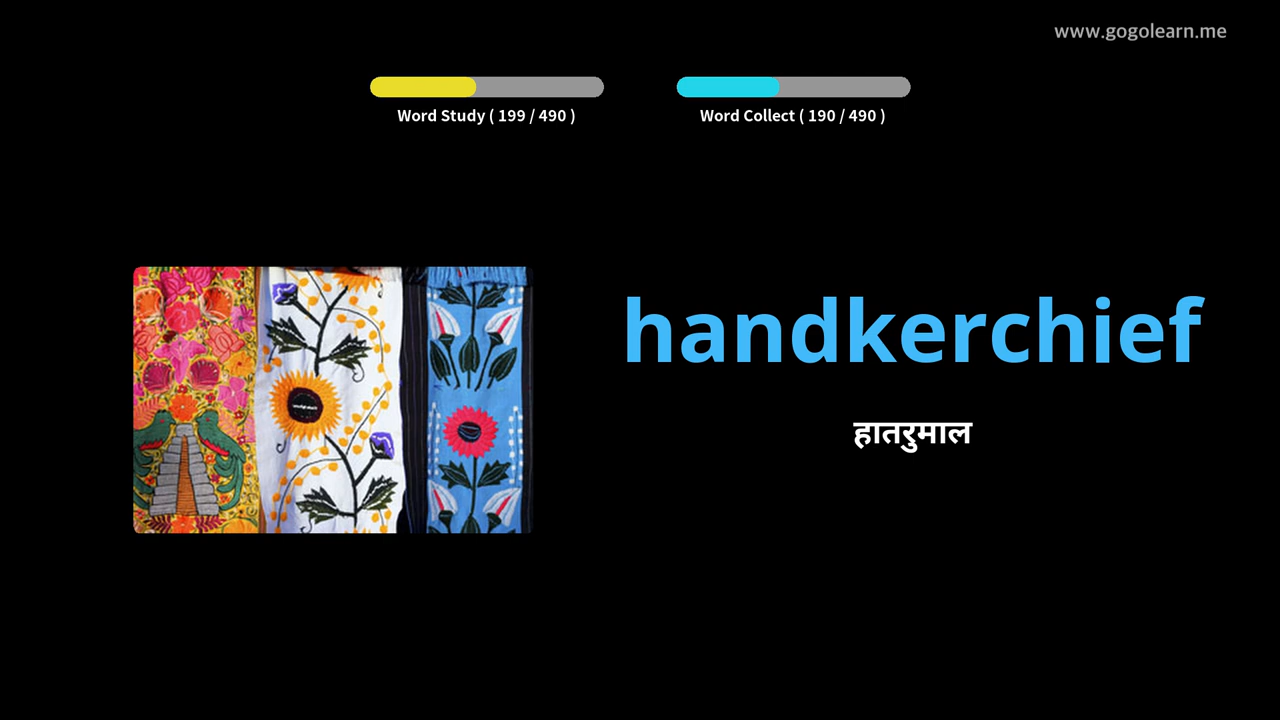 www.gogolearn.me
Word Study ( 199 / 490 )
Word Collect ( 190 / 490 )
handkerchief
हातरुमाल